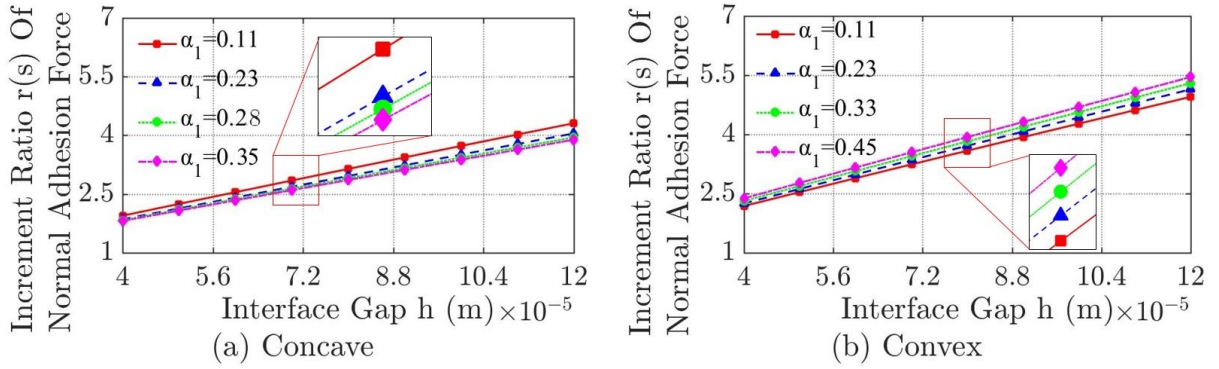 Increment Ratio r(s) Of
Normal Adhesion Force
7
5.5
4
2.5
1
α1=0.11
α1=0.23
α1=0.28
α1=0.35
4 5.6 7.2 8.8 10.4 12
Interface Gap h (m) ×10-5
(a) Concave
Increment Ratio r(s) Of
Normal Adhesion Force
7
5.5
4
2.5
1
α1=0.11
α1=0.23
α1=0.33
α1=0.45
4 5.6 7.2 8.8 10.4 12
Interface Gap h (m) ×10-5
(b) Convex